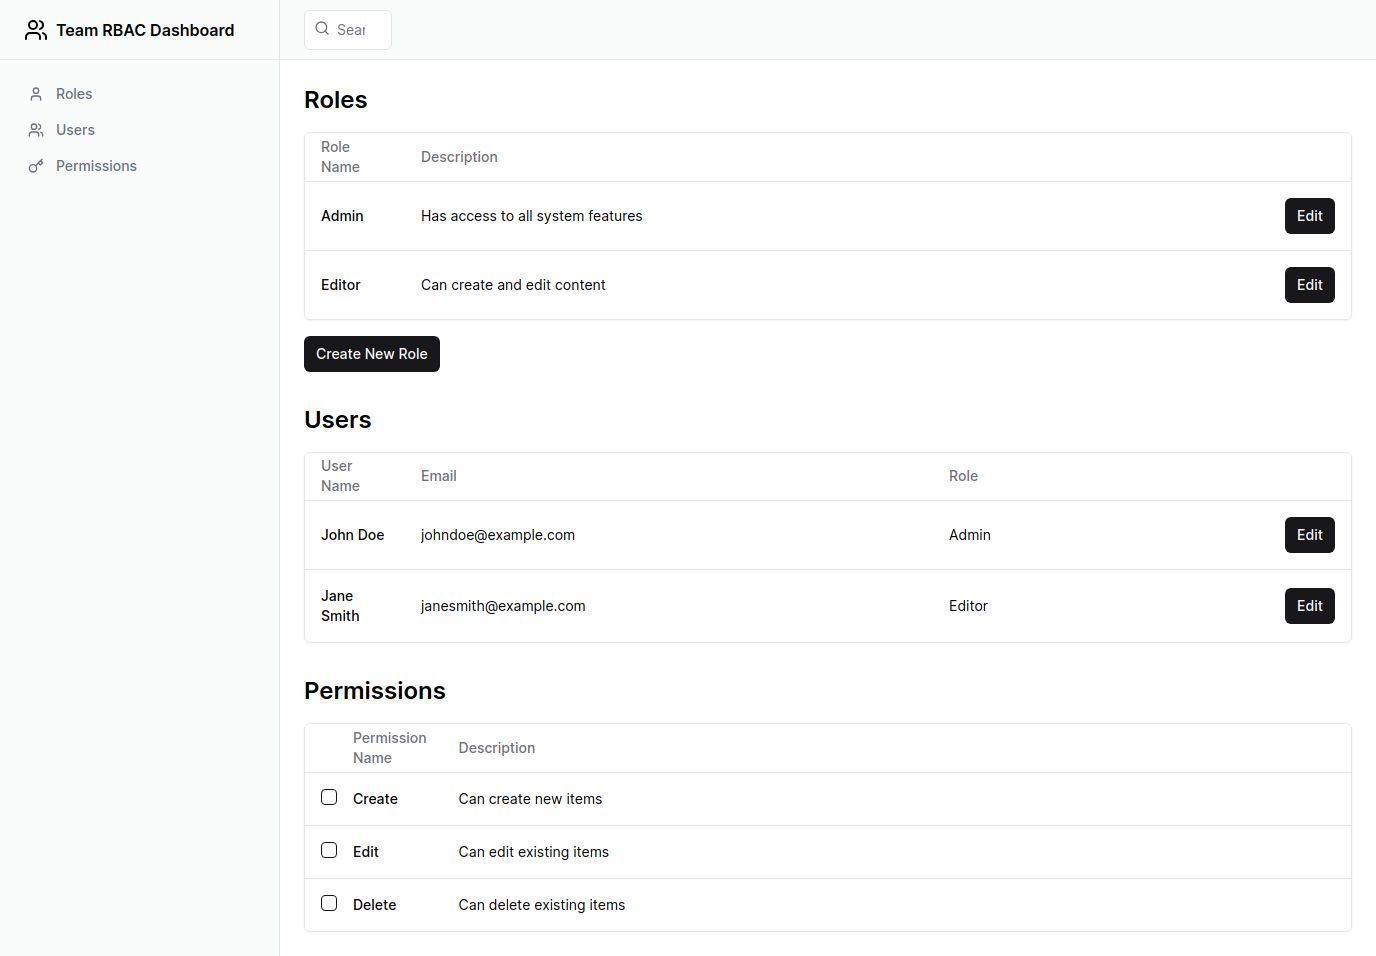 Team RBAC Dashboard
Sear
Roles
Users
Permissions
Roles
Role
Name
Description
Admin
Has access to all system features
Edit
Editor
Can create and edit content
Edit
Create New Role
Users
User
Name
Email
Role
John Doe
johndoe@example.com
Admin
Edit
Jane
Smith
janesmith@example.com
Editor
Edit
Permissions
Permission
Name
Description
Create
Can create new items
Edit
Can edit existing items
Delete
Can delete existing items